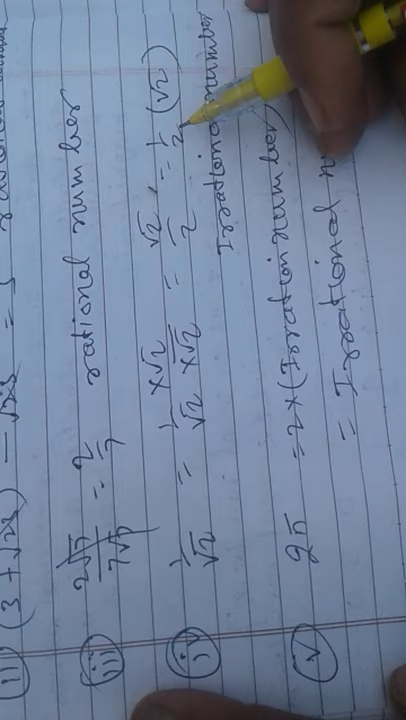 (ii) (3+√23) - √23 = 3 rational number
(iii) 2√7 / 7√7 = 2/7 rational number
(iv) 1/√2 = 1×√2 / √2×√2 = √2/2 = 1/2 (√2)
Irrational number
(v) 2π = 2×(Irrational number)
= Irrational